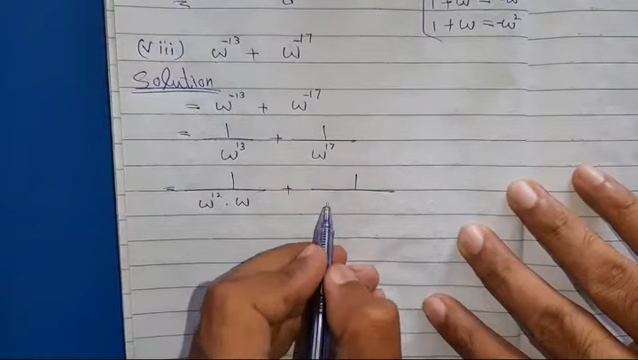 1 + ω = -ω²
(viii) ω⁻¹³ + ω⁻¹⁷
Solution
= ω⁻¹³ + ω⁻¹⁷
= 1/ω¹³ + 1/ω¹⁷
= 1/ω¹² · ω + 1/